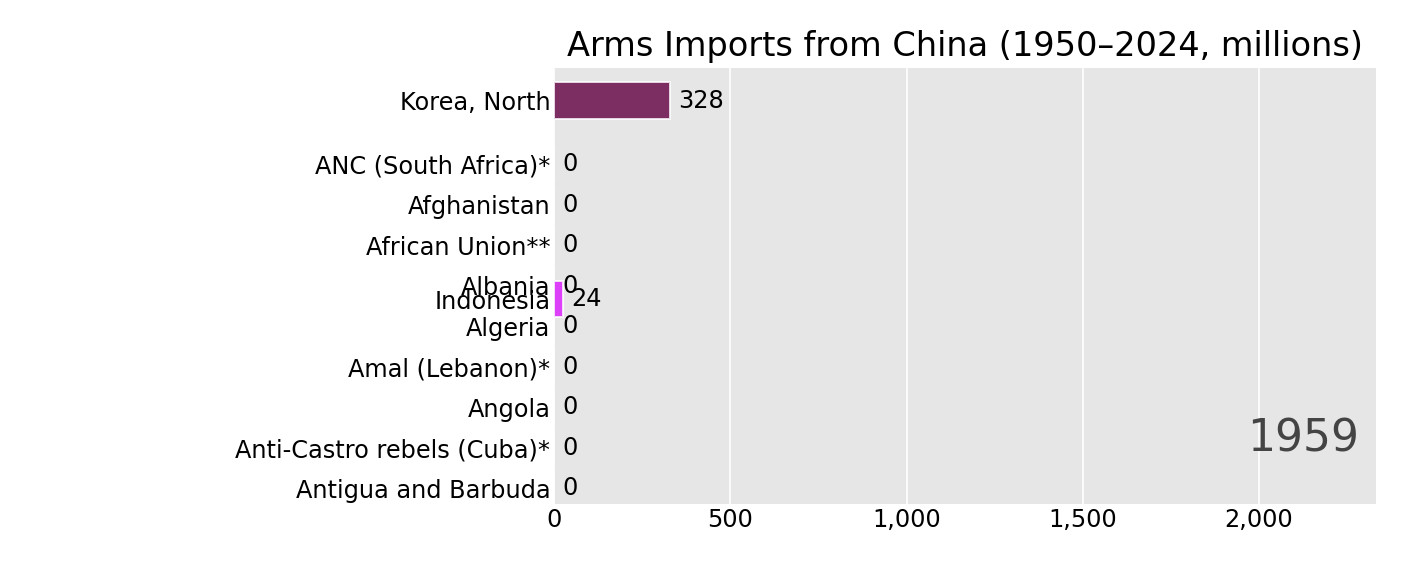 Arms Imports from China (1950–2024, millions)
Korea, North 328
ANC (South Africa)* 0
Afghanistan 0
African Union** 0
Albania 0
Indonesia 24
Algeria 0
Amal (Lebanon)* 0
Angola 0
Anti-Castro rebels (Cuba)* 0
1959
Antigua and Barbuda 0
0 500 1,000 1,500 2,000